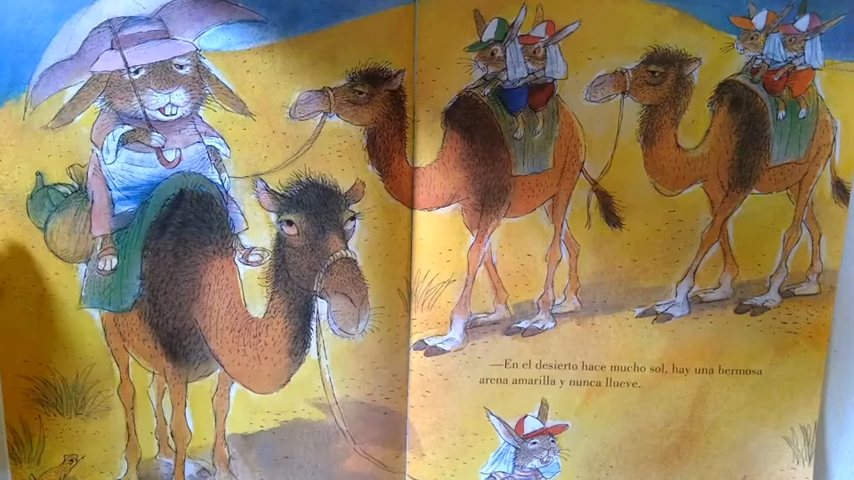 —En el desierto hace mucho sol, hay una hermosa
arena amarilla y nunca llueve.